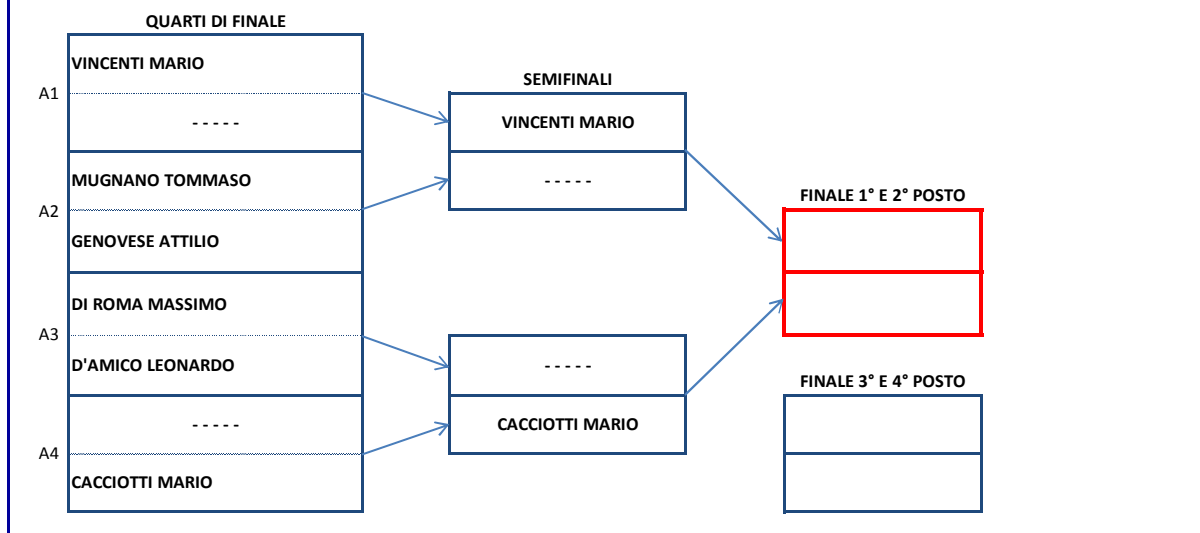 QUARTI DI FINALE
VINCENTI MARIO
A1
- - - - -
MUGNANO TOMMASO
A2
GENOVESE ATTILIO
DI ROMA MASSIMO
A3
D'AMICO LEONARDO
- - - - -
A4
CACCIOTTI MARIO
SEMIFINALI
VINCENTI MARIO
- - - - -
- - - - -
CACCIOTTI MARIO
FINALE 1° E 2° POSTO
FINALE 3° E 4° POSTO